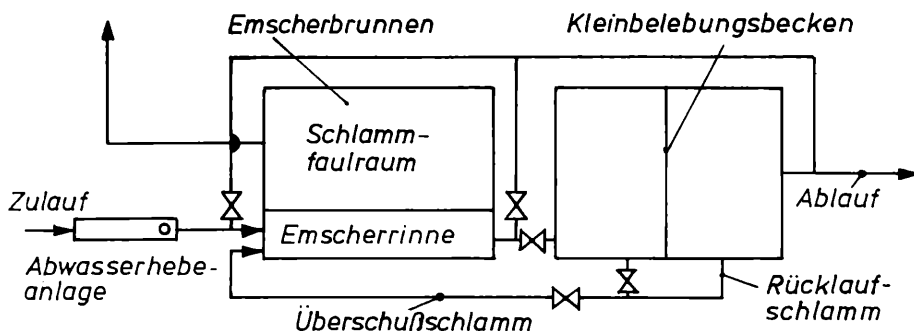 Emscherbrunnen
Kleinbelebungsbecken
Schlamm-
faulraum
Zulauf
Ablauf
Emscherrinne
Abwasserhebe-
anlage
Rücklauf-
schlamm
Überschußschlamm